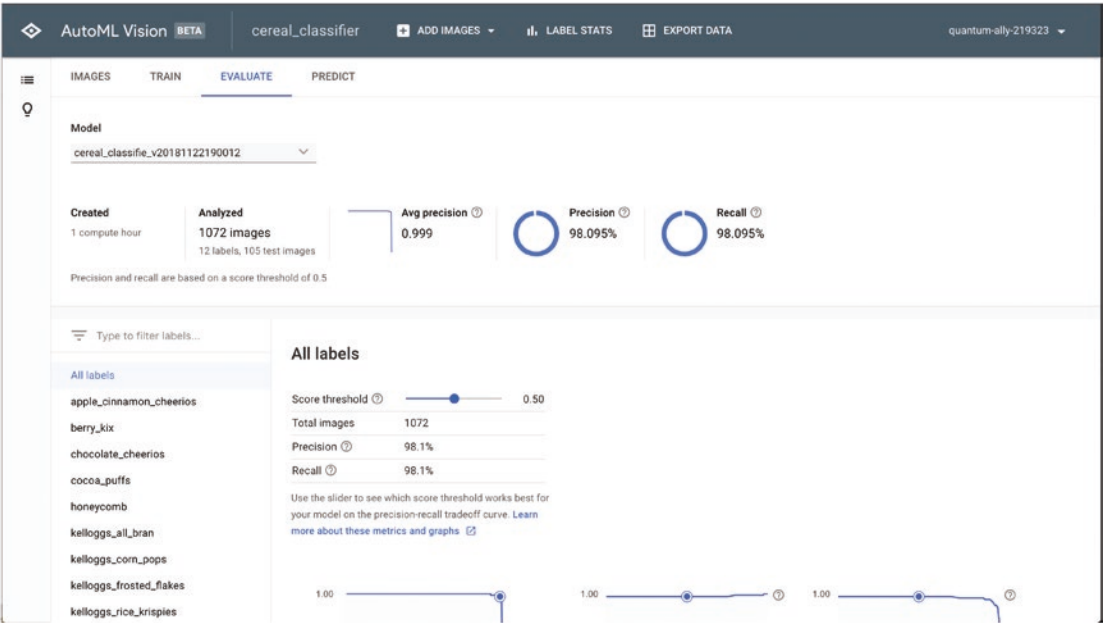 AutoML Vision BETA cereal_classifier ADD IMAGES LABEL STATS EXPORT DATA quantum-ally-219323
IMAGES TRAIN EVALUATE PREDICT
Model
cereal_classifie_v20181122190012
Created Analyzed Avg precision Precision Recall
1 compute hour 1072 images 0.999 98.095% 98.095%
12 labels, 105 test images
Precision and recall are based on a score threshold of 0.5
Type to filter labels...
All labels
apple_cinnamon_cheerios
berry_kix
chocolate_cheerios
cocoa_puffs
honeycomb
kelloggs_all_bran
kelloggs_corn_pops
kelloggs_frosted_flakes
kelloggs_rice_krispies
All labels
Score threshold 0.50
Total images 1072
Precision 98.1%
Recall 98.1%
Use the slider to see which score threshold works best for
your model on the precision-recall tradeoff curve. Learn
more about these metrics and graphs
1.00 1.00 1.00